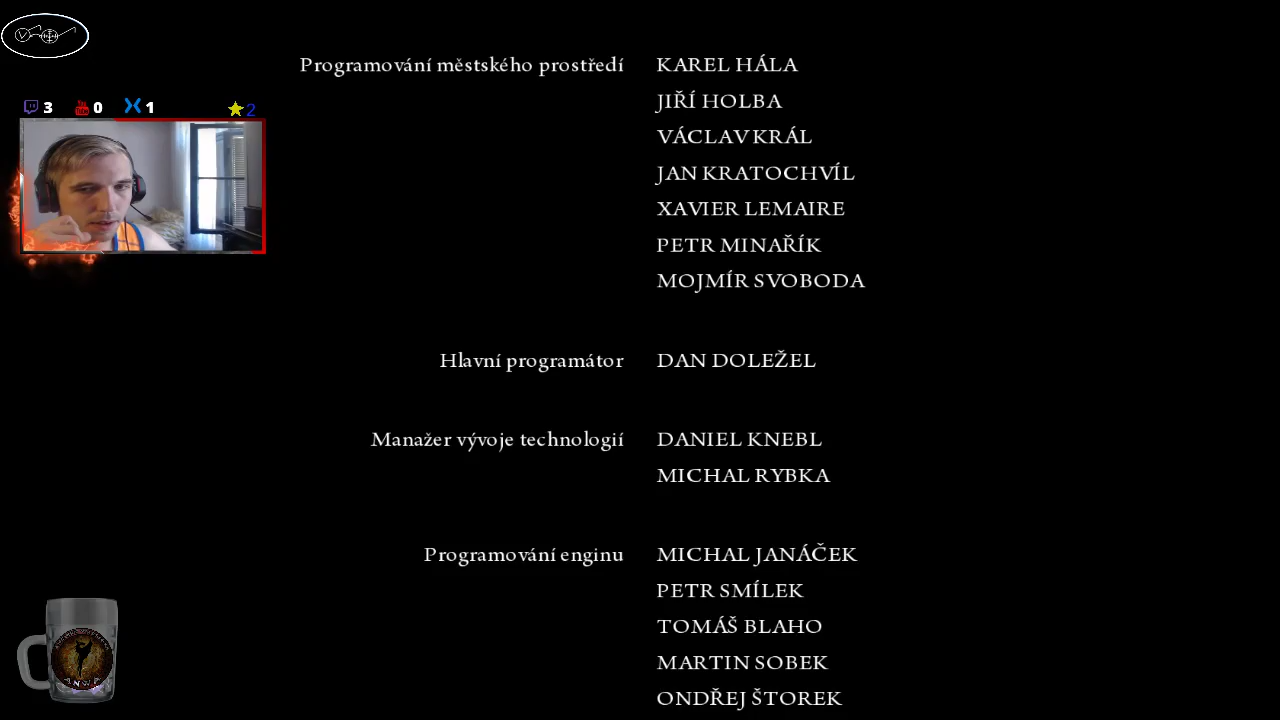 3 0 1 2
Programování městského prostředí KAREL HÁLA
JIŘÍ HOLBA
VÁCLAV KRÁL
JAN KRATOCHVÍL
XAVIER LEMAIRE
PETR MINAŘÍK
MOJMÍR SVOBODA
Hlavní programátor DAN DOLEŽEL
Manažer vývoje technologií DANIEL KNEBL
MICHAL RYBKA
Programování enginu MICHAL JANÁČEK
PETR SMÍLEK
TOMÁŠ BLAHO
MARTIN SOBEK
ONDŘEJ ŠTOREK
ANWA